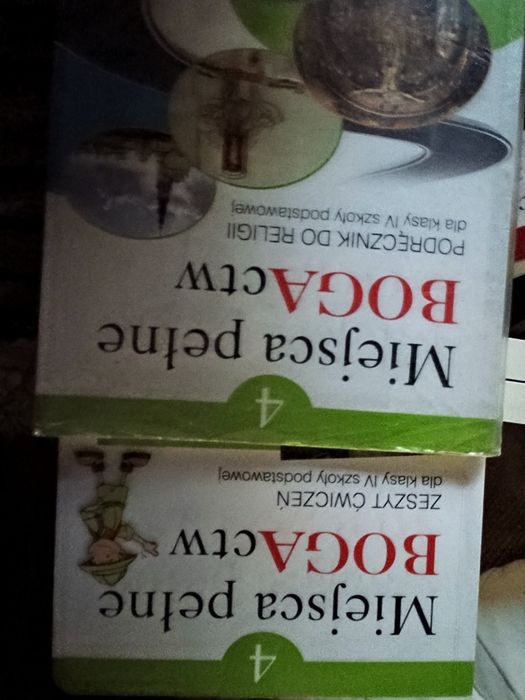 4
Miejsca pełne
BOGActw
ZESZYT ĆWICZEŃ
dla klasy IV szkoły podstawowej
4
Miejsca pełne
BOGActw
PODRĘCZNIK DO RELIGII
dla klasy IV szkoły podstawowej